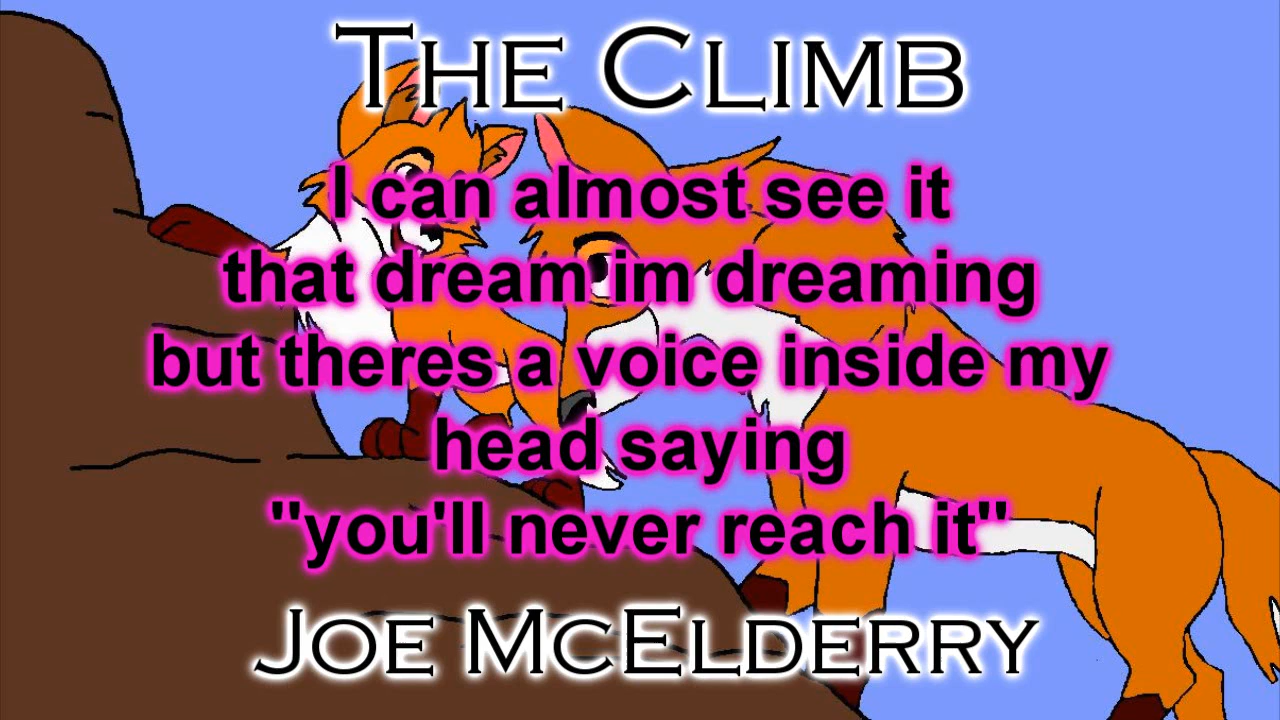 The Climb
I can almost see it
that dream im dreaming
but theres a voice inside my
head saying
"you'll never reach it"
Joe McElderry